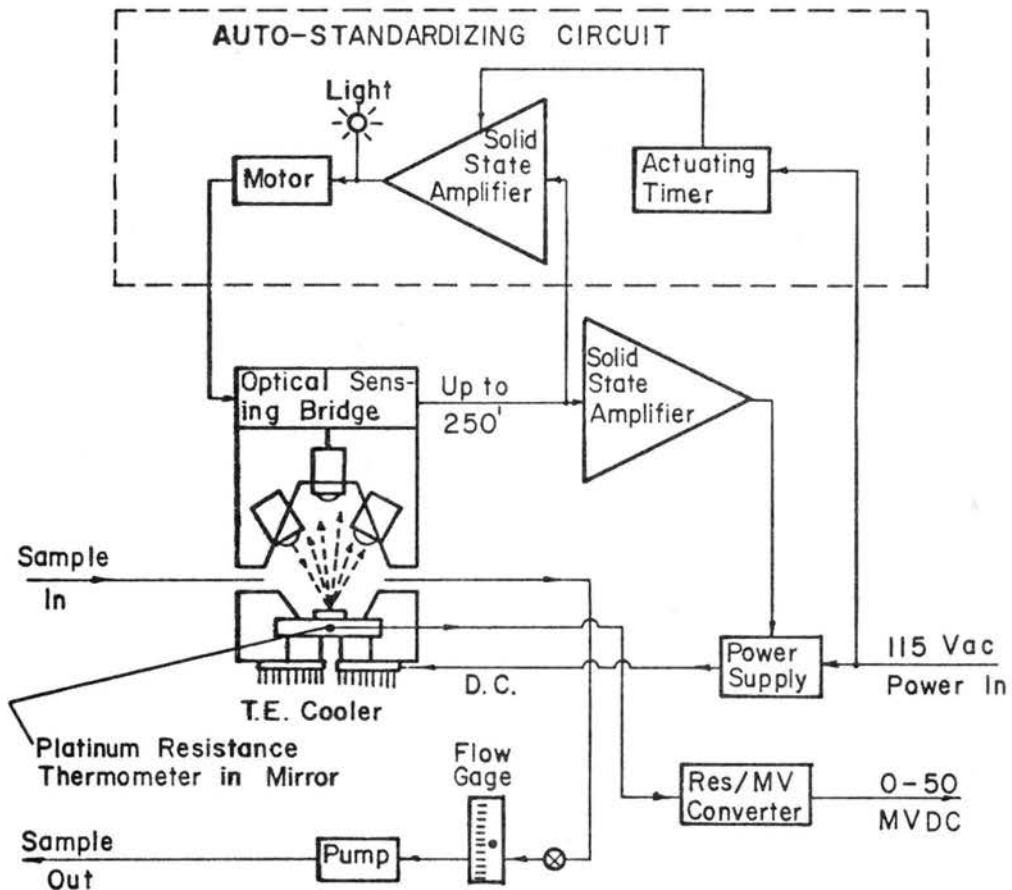 AUTO-STANDARDIZING CIRCUIT
Light
Solid
State
Amplifier
Actuating
Timer
Motor
Optical Sens-
ing Bridge
Up to
250'
Solid
State
Amplifier
Sample
In
Power
Supply
115 Vac
Power In
D.C.
T.E. Cooler
Platinum Resistance
Thermometer in Mirror
Flow
Gage
Res/MV
Converter
0-50
MVDC
Sample
Out
Pump